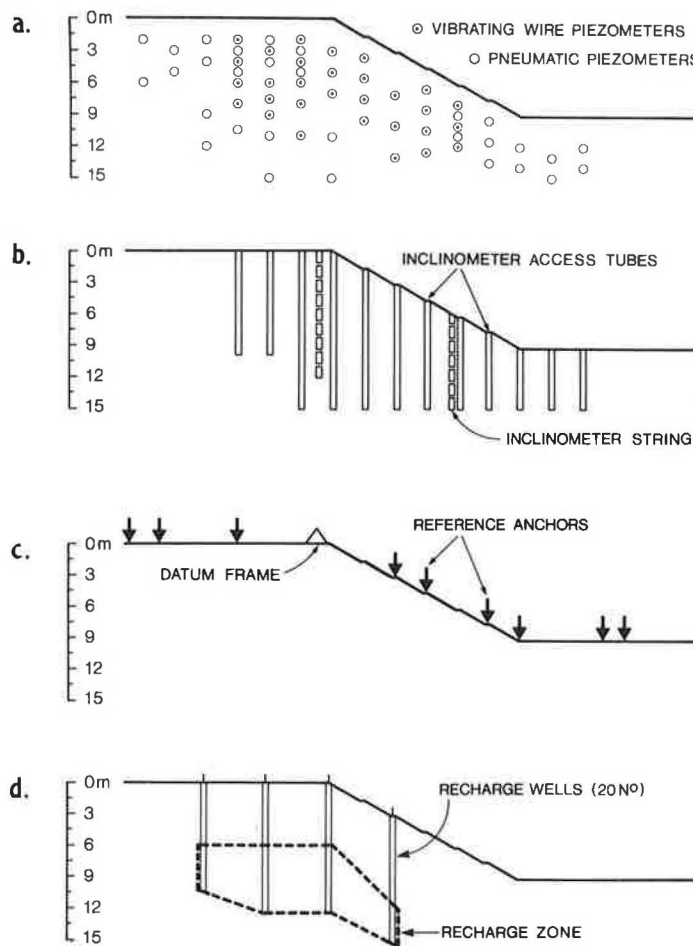 a.
0m
3
6
9
12
15
VIBRATING WIRE PIEZOMETERS
PNEUMATIC PIEZOMETERS
b.
0m
3
6
9
12
15
INCLINOMETER ACCESS TUBES
INCLINOMETER STRING
c.
0m
3
6
9
12
15
REFERENCE ANCHORS
DATUM FRAME
d.
0m
3
6
9
12
15
RECHARGE WELLS (20 Nº)
RECHARGE ZONE